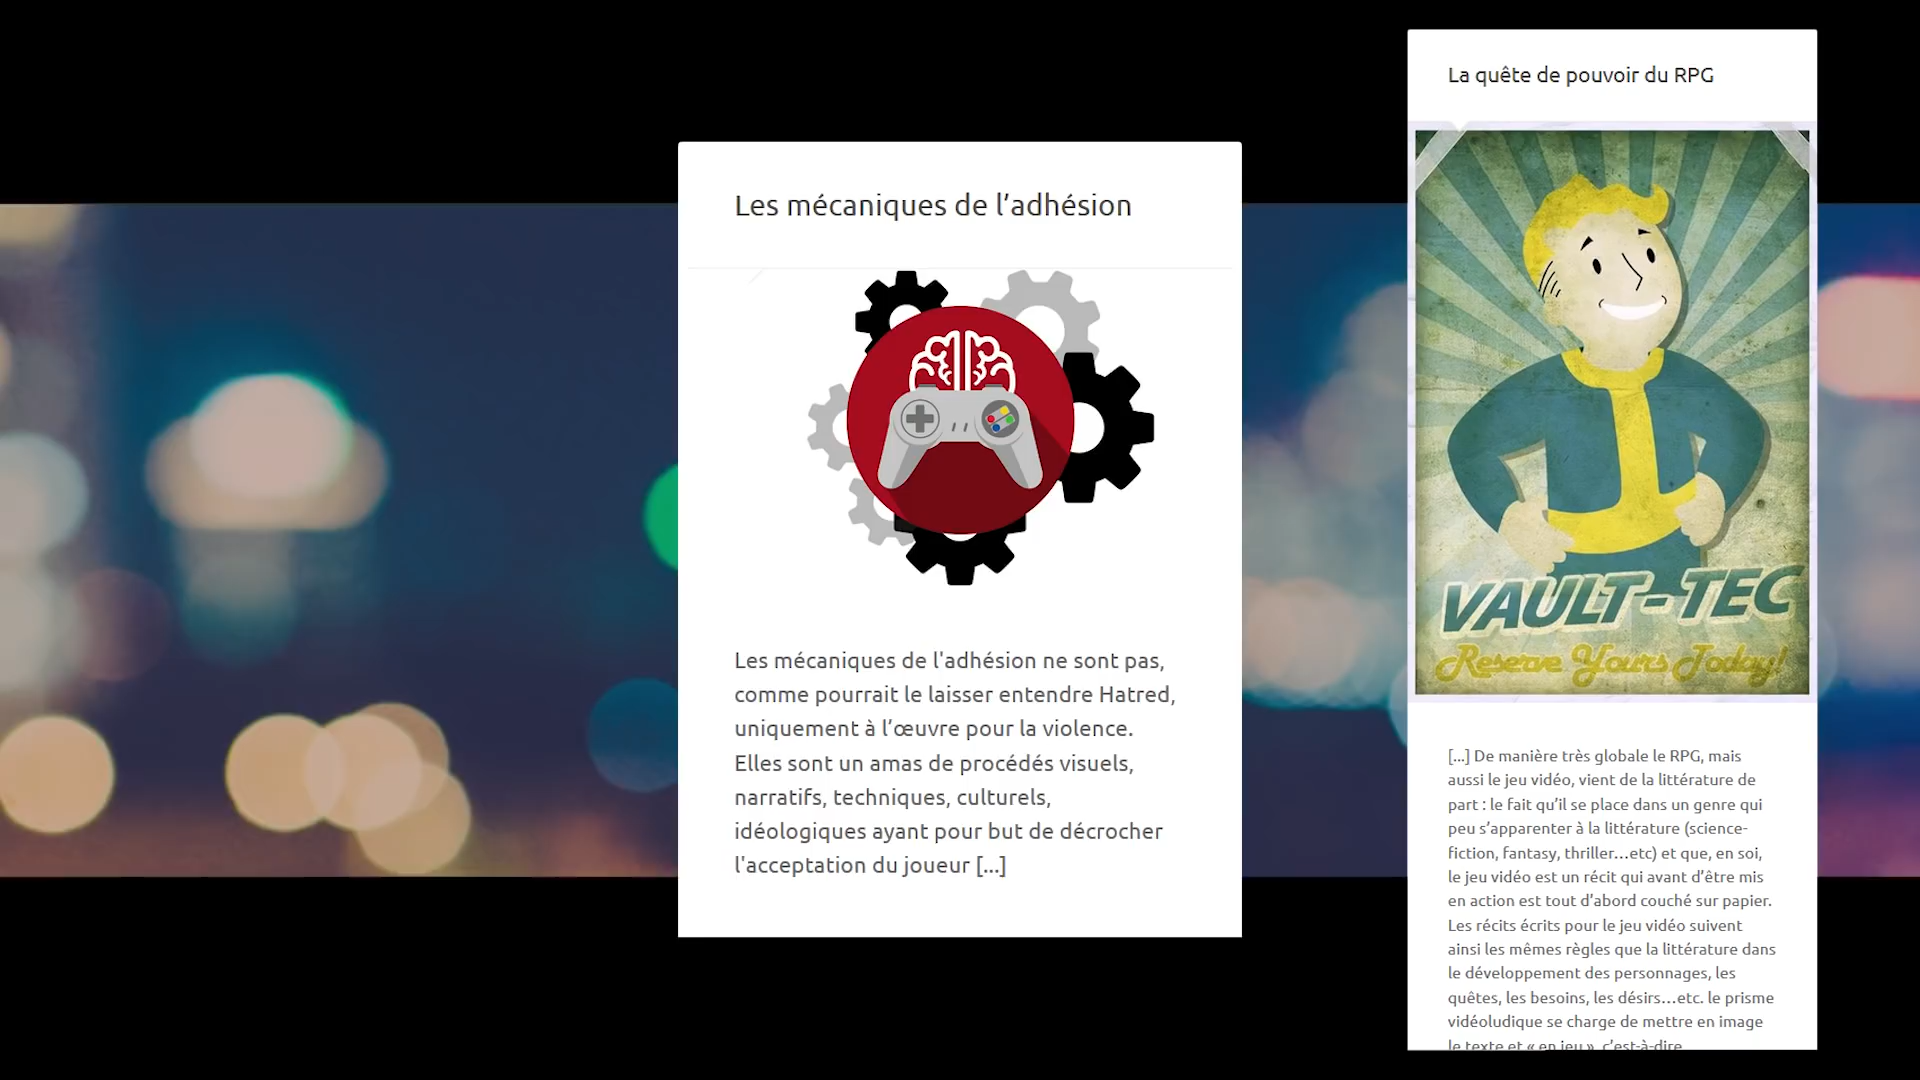 Les mécaniques de l’adhésion
Les mécaniques de l'adhésion ne sont pas,
comme pourrait le laisser entendre Hatred,
uniquement à l’œuvre pour la violence.
Elles sont un amas de procédés visuels,
narratifs, techniques, culturels,
idéologiques ayant pour but de décrocher
l'acceptation du joueur [...]
La quête de pouvoir du RPG
VAULT-TEC
Reserve Yours Today!
[...] De manière très globale le RPG, mais
aussi le jeu vidéo, vient de la littérature de
part : le fait qu’il se place dans un genre qui
peu s’apparenter à la littérature (science-
fiction, fantasy, thriller…etc) et que, en soi,
le jeu vidéo est un récit qui avant d’être mis
en action est tout d’abord couché sur papier.
Les récits écrits pour le jeu vidéo suivent
ainsi les mêmes règles que la littérature dans
le développement des personnages, les
quêtes, les besoins, les désirs…etc. le prisme
vidéoludique se charge de mettre en image
le texte et « en jeu », c’est-à-dire